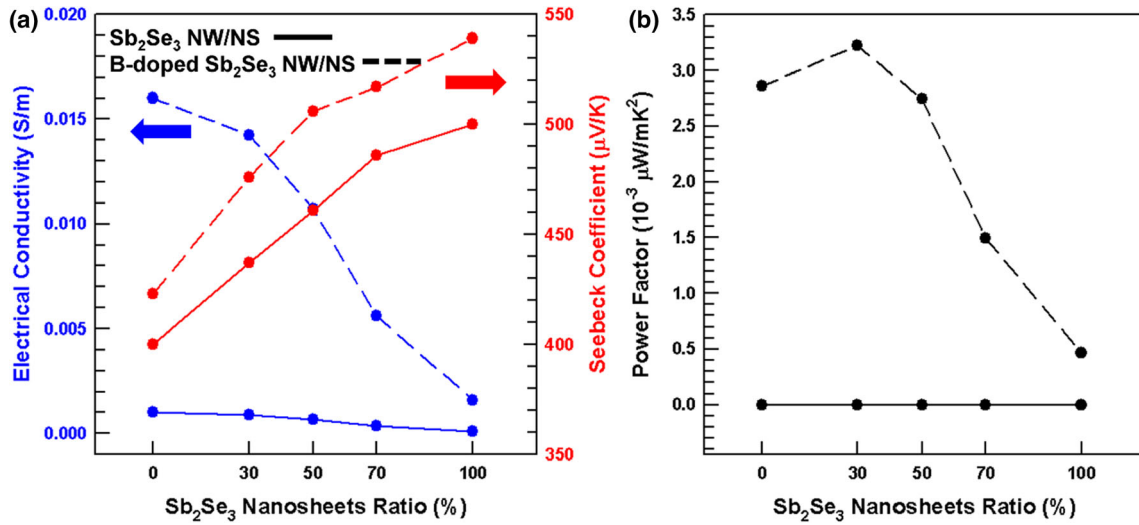 (a)
Sb₂Se₃ NW/NS
B-doped Sb₂Se₃ NW/NS
Electrical Conductivity (S/m)
0.020
0.015
0.010
0.005
0.000
550
500
450
400
350
Seebeck Coefficient (μV/K)
0 30 50 70 100
Sb₂Se₃ Nanosheets Ratio (%)
(b)
Power Factor (10⁻³ μW/mK²)
3.5
3.0
2.5
2.0
1.5
1.0
0.5
0.0
0 30 50 70 100
Sb₂Se₃ Nanosheets Ratio (%)